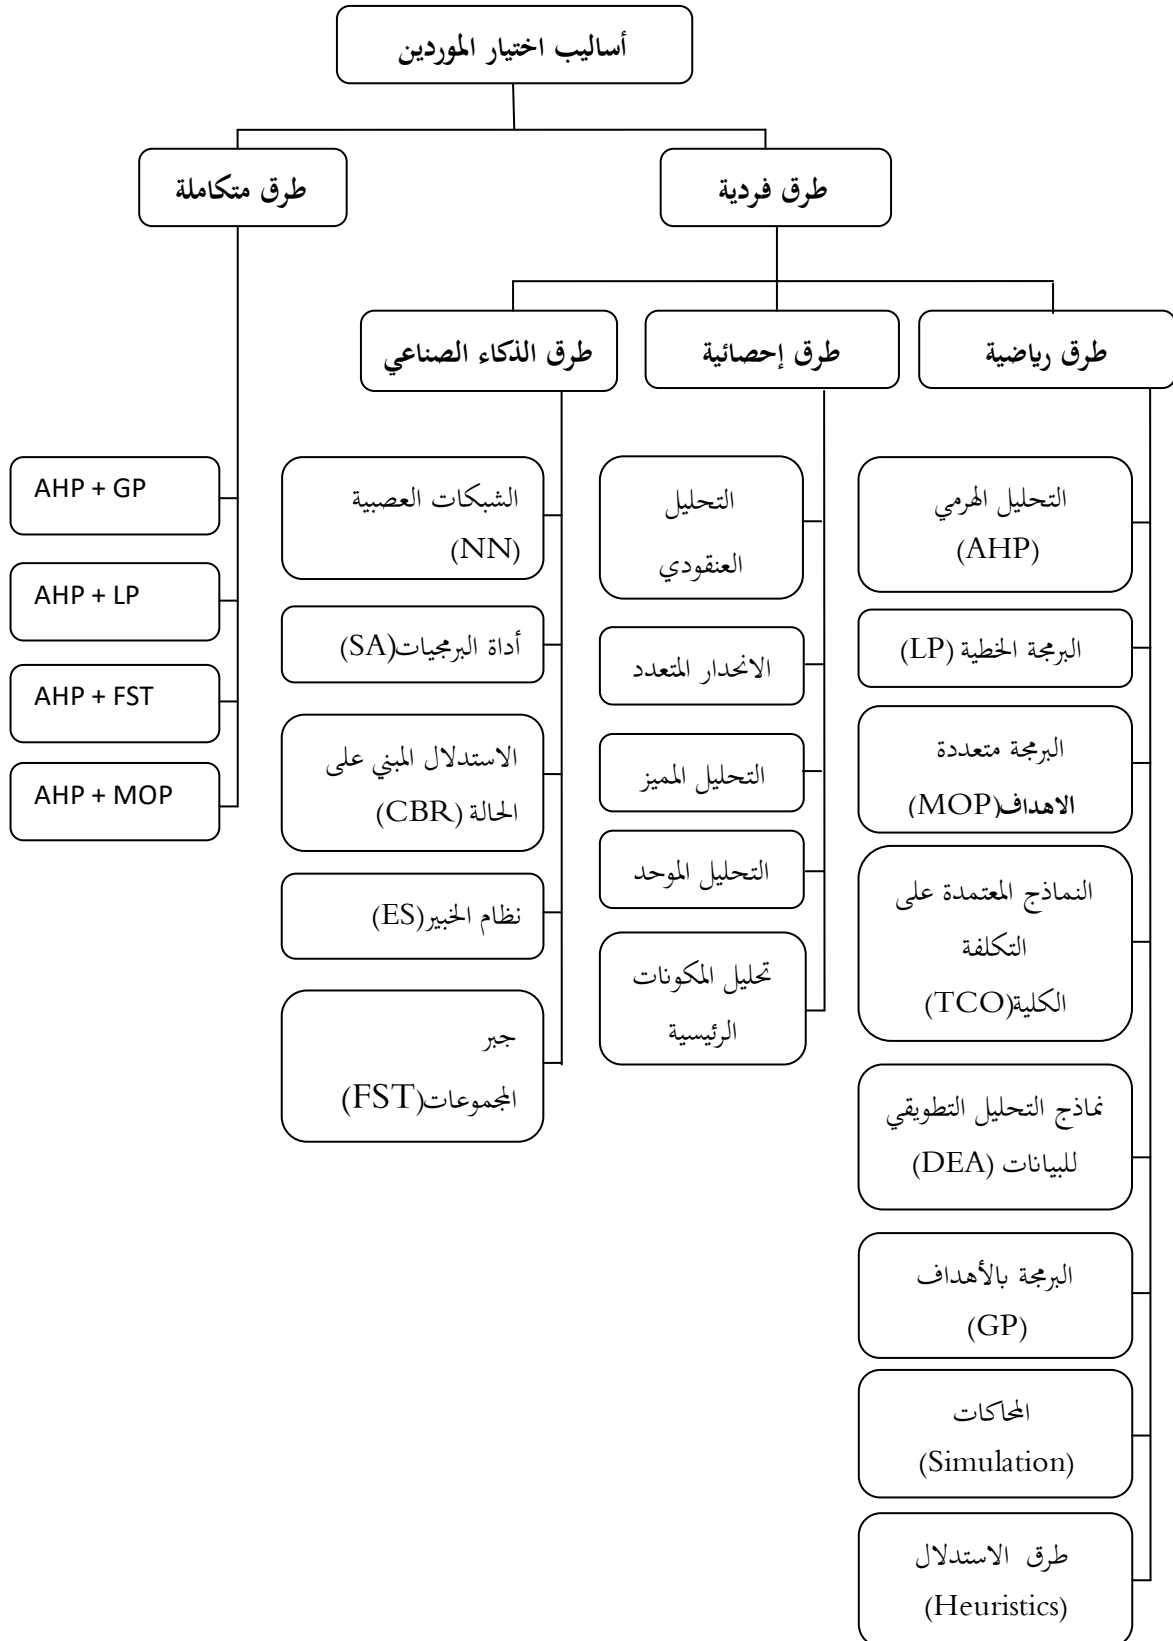 أساليب اختيار الموردين
طرق فردية
طرق متكاملة
طرق رياضية
طرق إحصائية
طرق الذكاء الصناعي
التحليل الهرمي
(AHP)
البرمجة الخطية (LP)
البرمجة متعددة
الاهداف(MOP)
النماذج المعتمدة على
التكلفة
الكلية(TCO)
نماذج التحليل التطويقي
للبيانات (DEA)
البرمجة بالأهداف
(GP)
المحاكات
(Simulation)
طرق الاستدلال
(Heuristics)
التحليل
العنقودي
الانحدار المتعدد
التحليل المميز
التحليل الموحد
تحليل المكونات
الرئيسية
الشبكات العصبية
(NN)
أداة البرمجيات(SA)
الاستدلال المبني على
الحالة (CBR)
نظام الخبير(ES)
جبر
المجموعات(FST)
AHP + GP
AHP + LP
AHP + FST
AHP + MOP